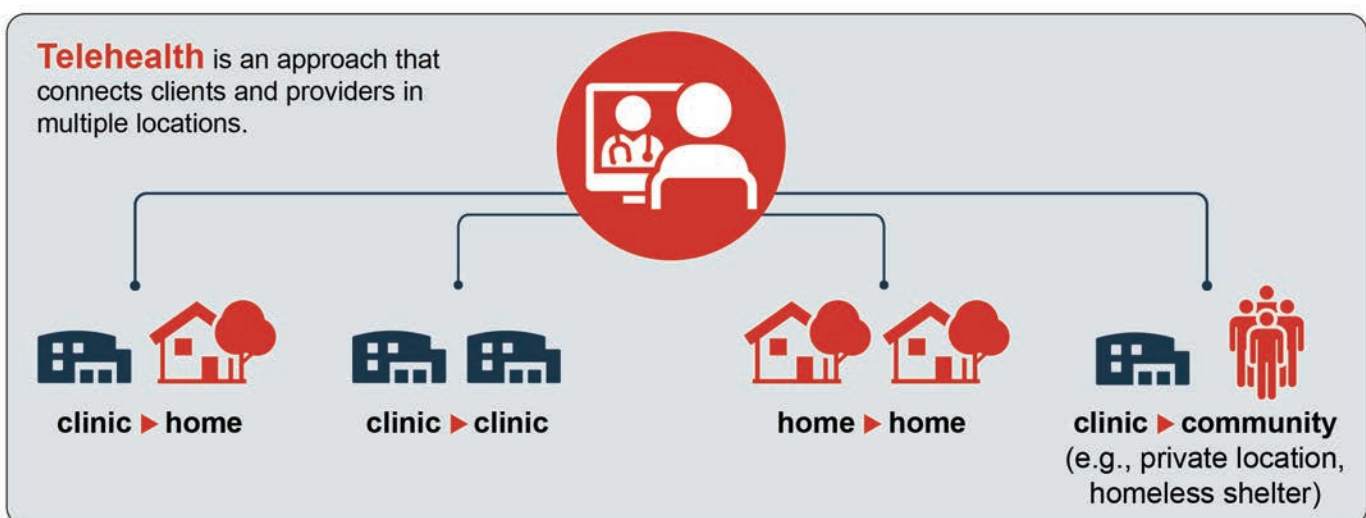 Telehealth is an approach that
connects clients and providers in
multiple locations.
clinic ▶ home
clinic ▶ clinic
home ▶ home
clinic ▶ community
(e.g., private location,
homeless shelter)